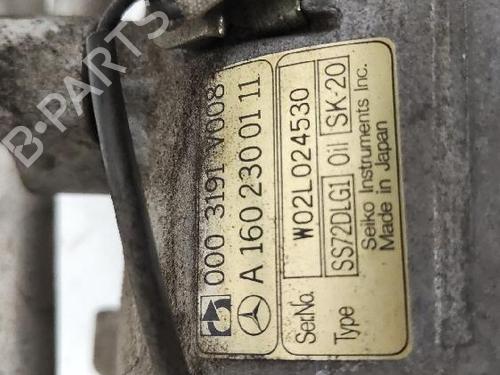 000 3191 V008
A 160 230 01 11
Ser.No. W02L024530
Type SS72DLG1 Oil SK-20
Seiko Instruments Inc.
Made in Japan
B-PARTS